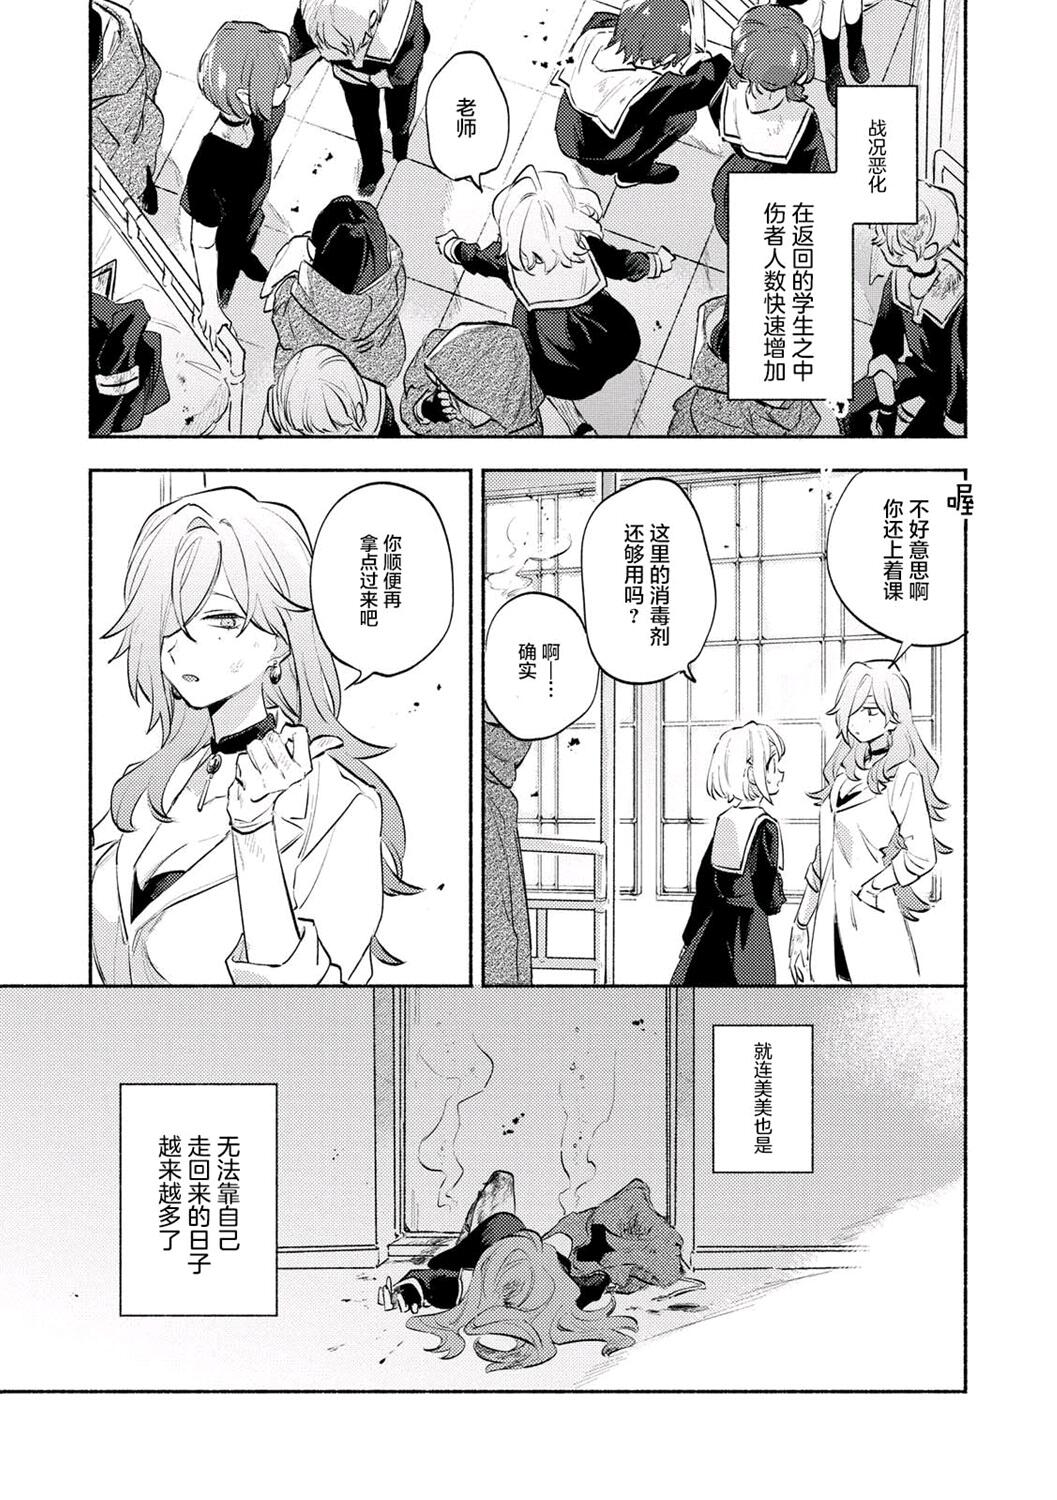 战况恶化
在返回的学生之中
伤者人数快速增加
老师
喔
不好意思啊
你还上着课
这里的消毒剂
还够用吗？
啊——…
确实
你顺便再
拿点过来吧
就连美美也是
无法靠自己
走回来的日子
越来越多了